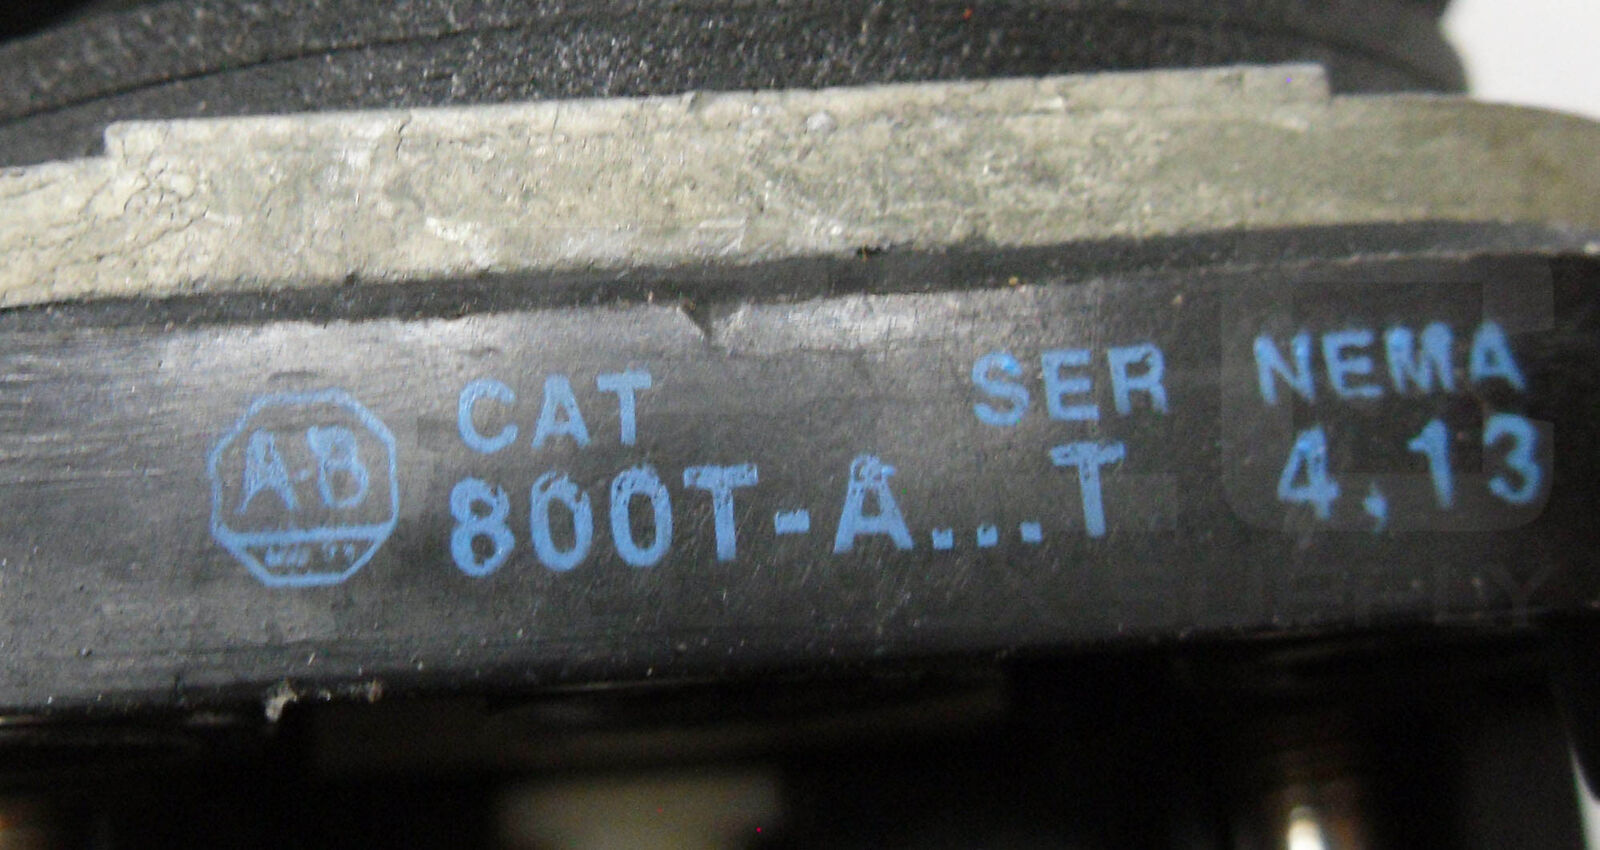 A-B
CAT SER NEMA
800T-A...T 4,13